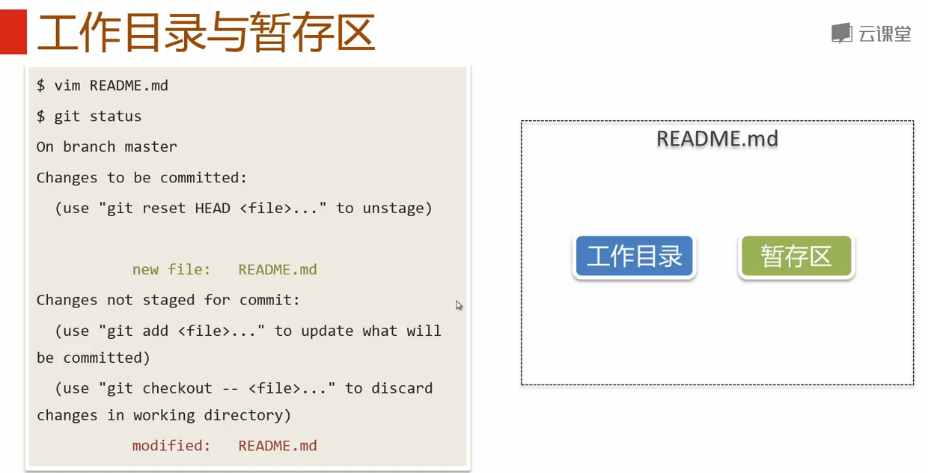 工作目录与暂存区
云课堂
$ vim README.md
$ git status
On branch master
Changes to be committed:
(use "git reset HEAD <file>..." to unstage)
new file: README.md
Changes not staged for commit:
(use "git add <file>..." to update what will
be committed)
(use "git checkout -- <file>..." to discard
changes in working directory)
modified: README.md
README.md
工作目录
暂存区